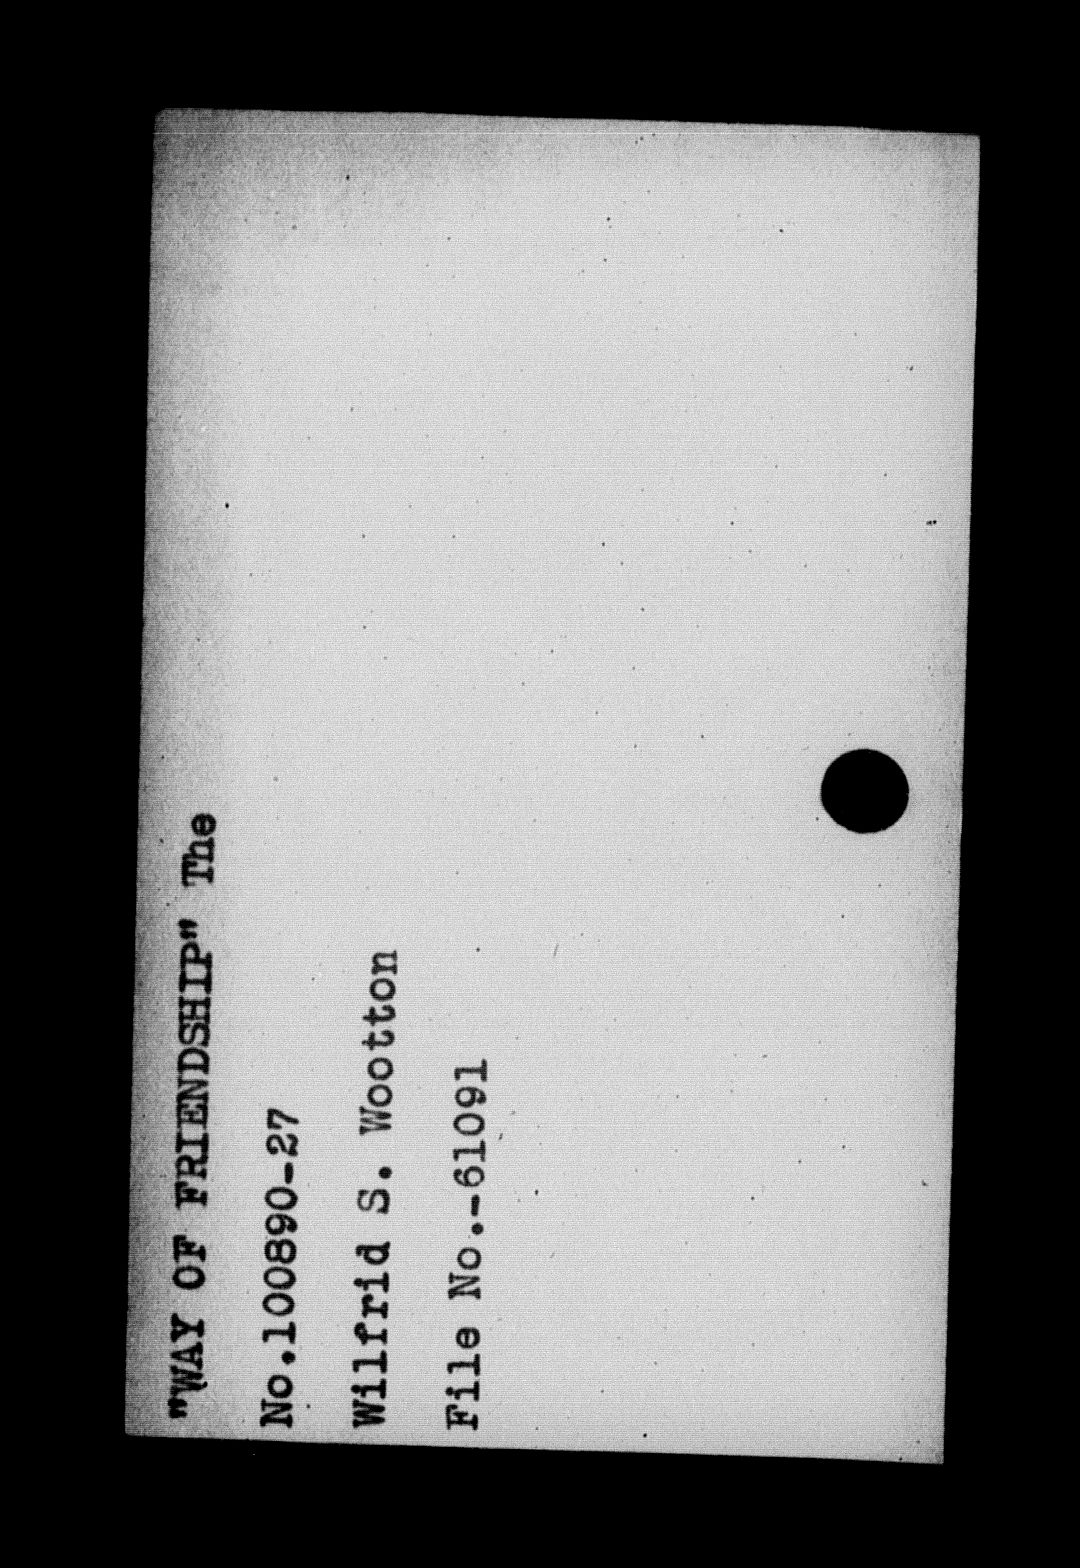 "WAY OF FRIENDSHIP" The
No.100890-27
Wilfrid S. Wootton
File No.-61091